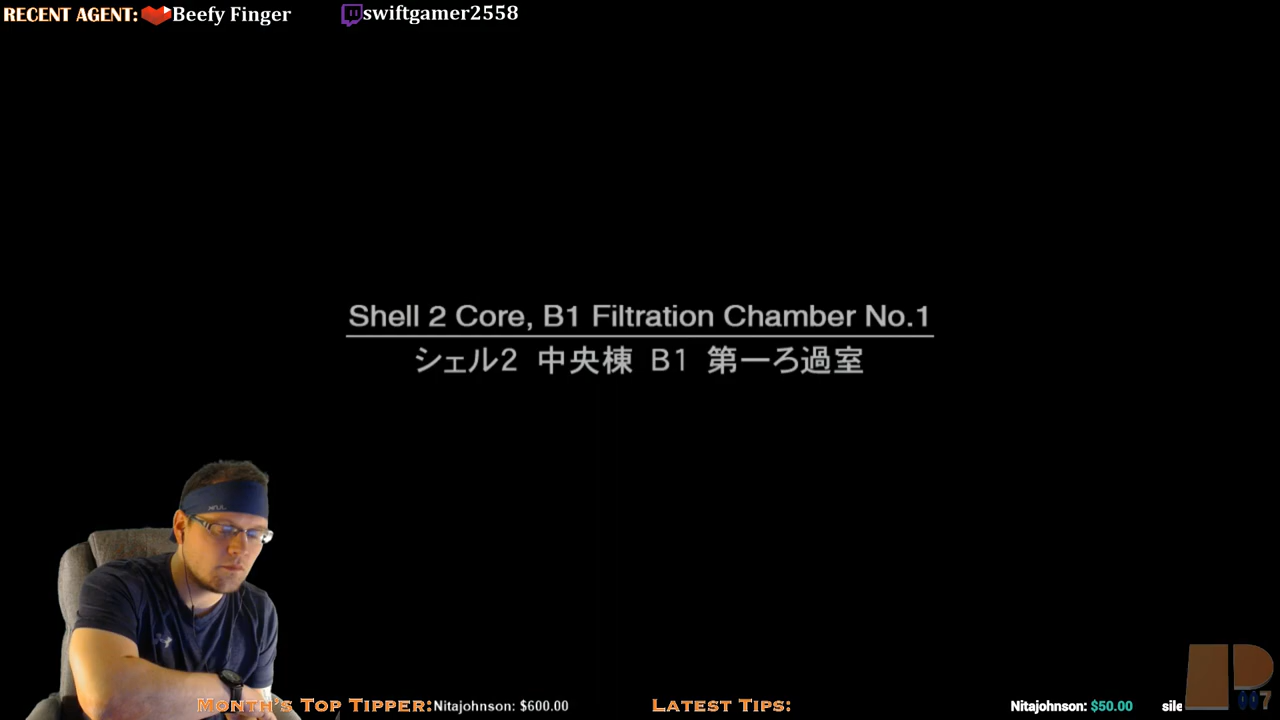 RECENT AGENT: Beefy Finger swiftgamer2558
Shell 2 Core, B1 Filtration Chamber No.1
シェル2 中央棟 B1 第一ろ過室
MONTH'S TOP TIPPER: Nitajohnson: $600.00 LATEST TIPS: Nitajohnson: $50.00 sile
P
007